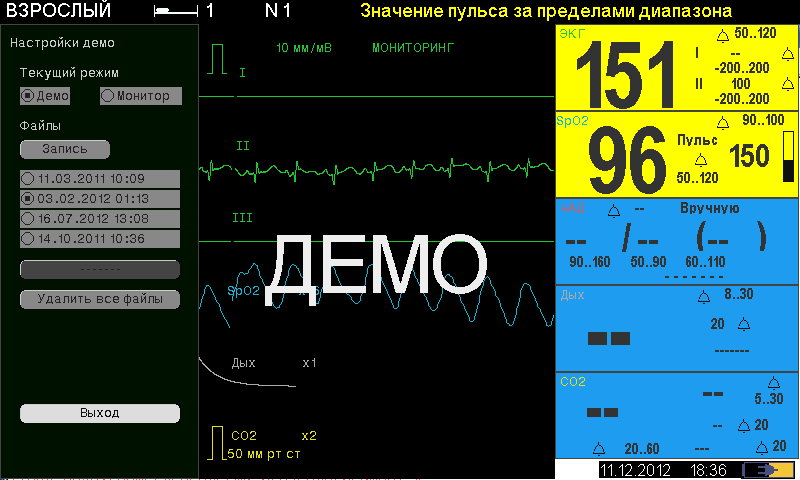 ВЗРОСЛЫЙ 1 N 1 Значение пульса за пределами диапазона
Настройки демо
Текущий режим
Демо Монитор
Файлы
Запись
11.03.2011 10:09
03.02.2012 01:13
16.07.2012 13:08
14.10.2011 10:36
-------
Удалить все файлы
Выход
10 мм/мВ МОНИТОРИНГ
I
II
III
ДЕМО
SpO2
Дых x1
CO2 x2
50 мм рт ст
ЭКГ 50..120
151 I --
-200..200
II 100
-200..200
SpO2 90..100
96 Пульс 150
50..120
-- Вручную
-- / -- (-- )
90..160 50..90 60..110
- - - - - - -
Дых 8..30
-- 20
-------
CO2 --
5..30
-- -- 20
20..60 --- 20
11.12.2012 18:36